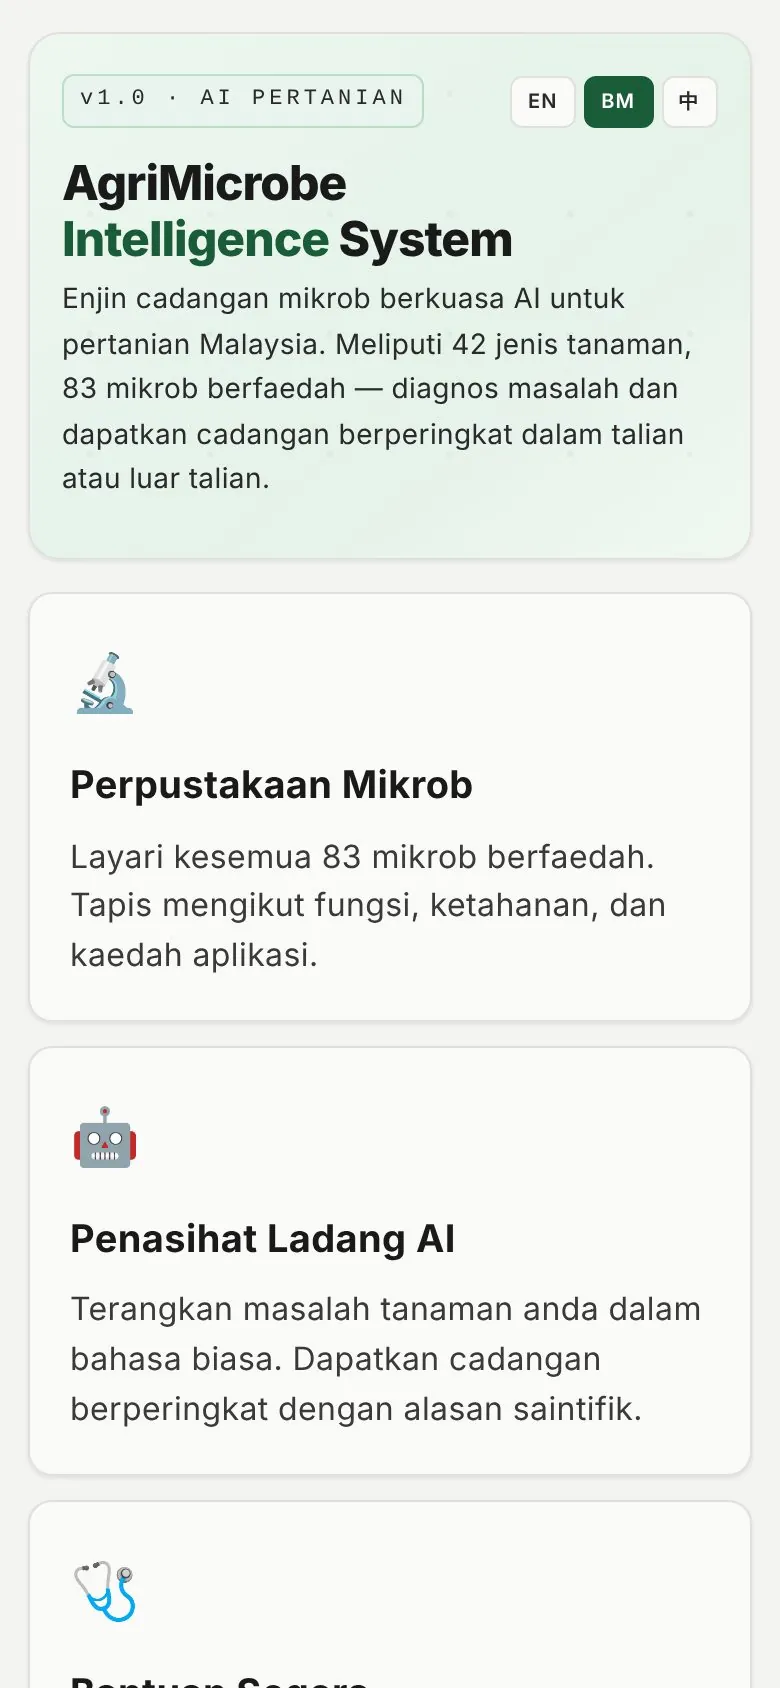 v1.0 · AI PERTANIAN
EN
BM
中
AgriMicrobe
Intelligence System
Enjin cadangan mikrob berkuasa AI untuk
pertanian Malaysia. Meliputi 42 jenis tanaman,
83 mikrob berfaedah — diagnos masalah dan
dapatkan cadangan berperingkat dalam talian
atau luar talian.
Perpustakaan Mikrob
Layari kesemua 83 mikrob berfaedah.
Tapis mengikut fungsi, ketahanan, dan
kaedah aplikasi.
Penasihat Ladang AI
Terangkan masalah tanaman anda dalam
bahasa biasa. Dapatkan cadangan
berperingkat dengan alasan saintifik.